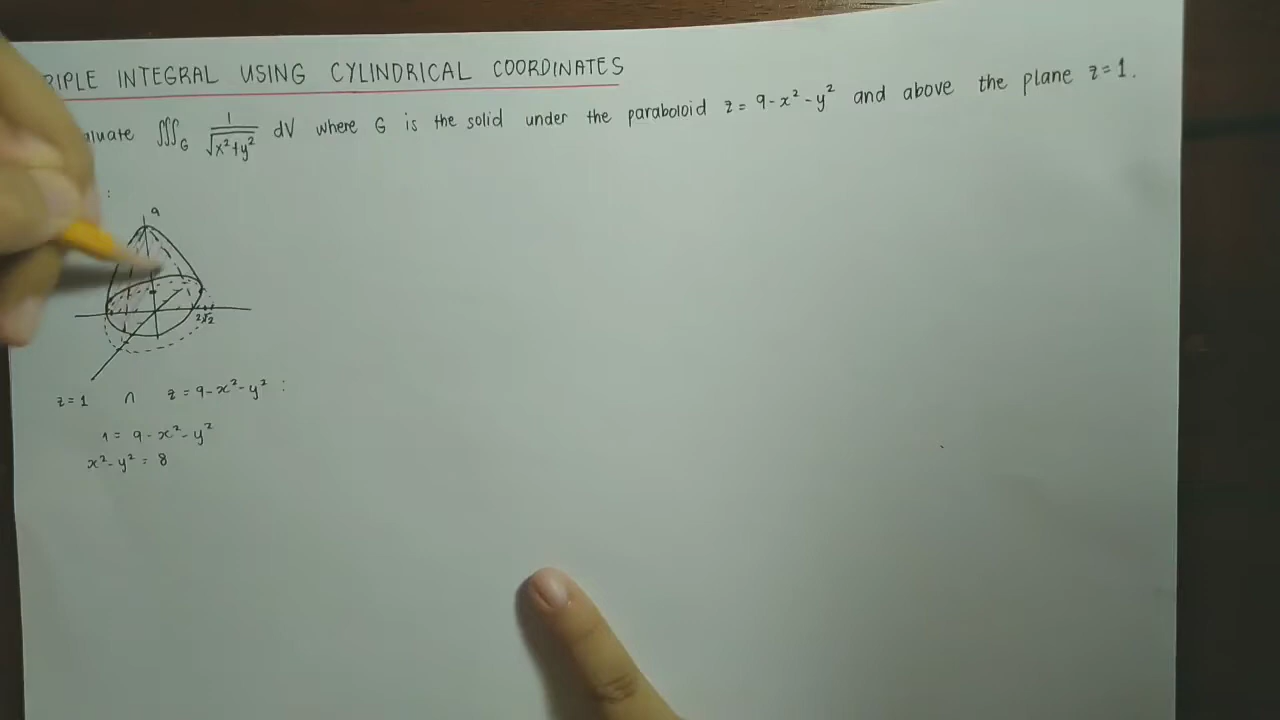 RIPLE INTEGRAL USING CYLINDRICAL COORDINATES
aluate ∭_G 1/√(x²+y²) dV where G is the solid under the paraboloid z = 9-x²-y² and above the plane z=1.
:
9
2√2
z=1 ∩ z=9-x²-y² :
1= 9-x²-y²
x²-y² = 8